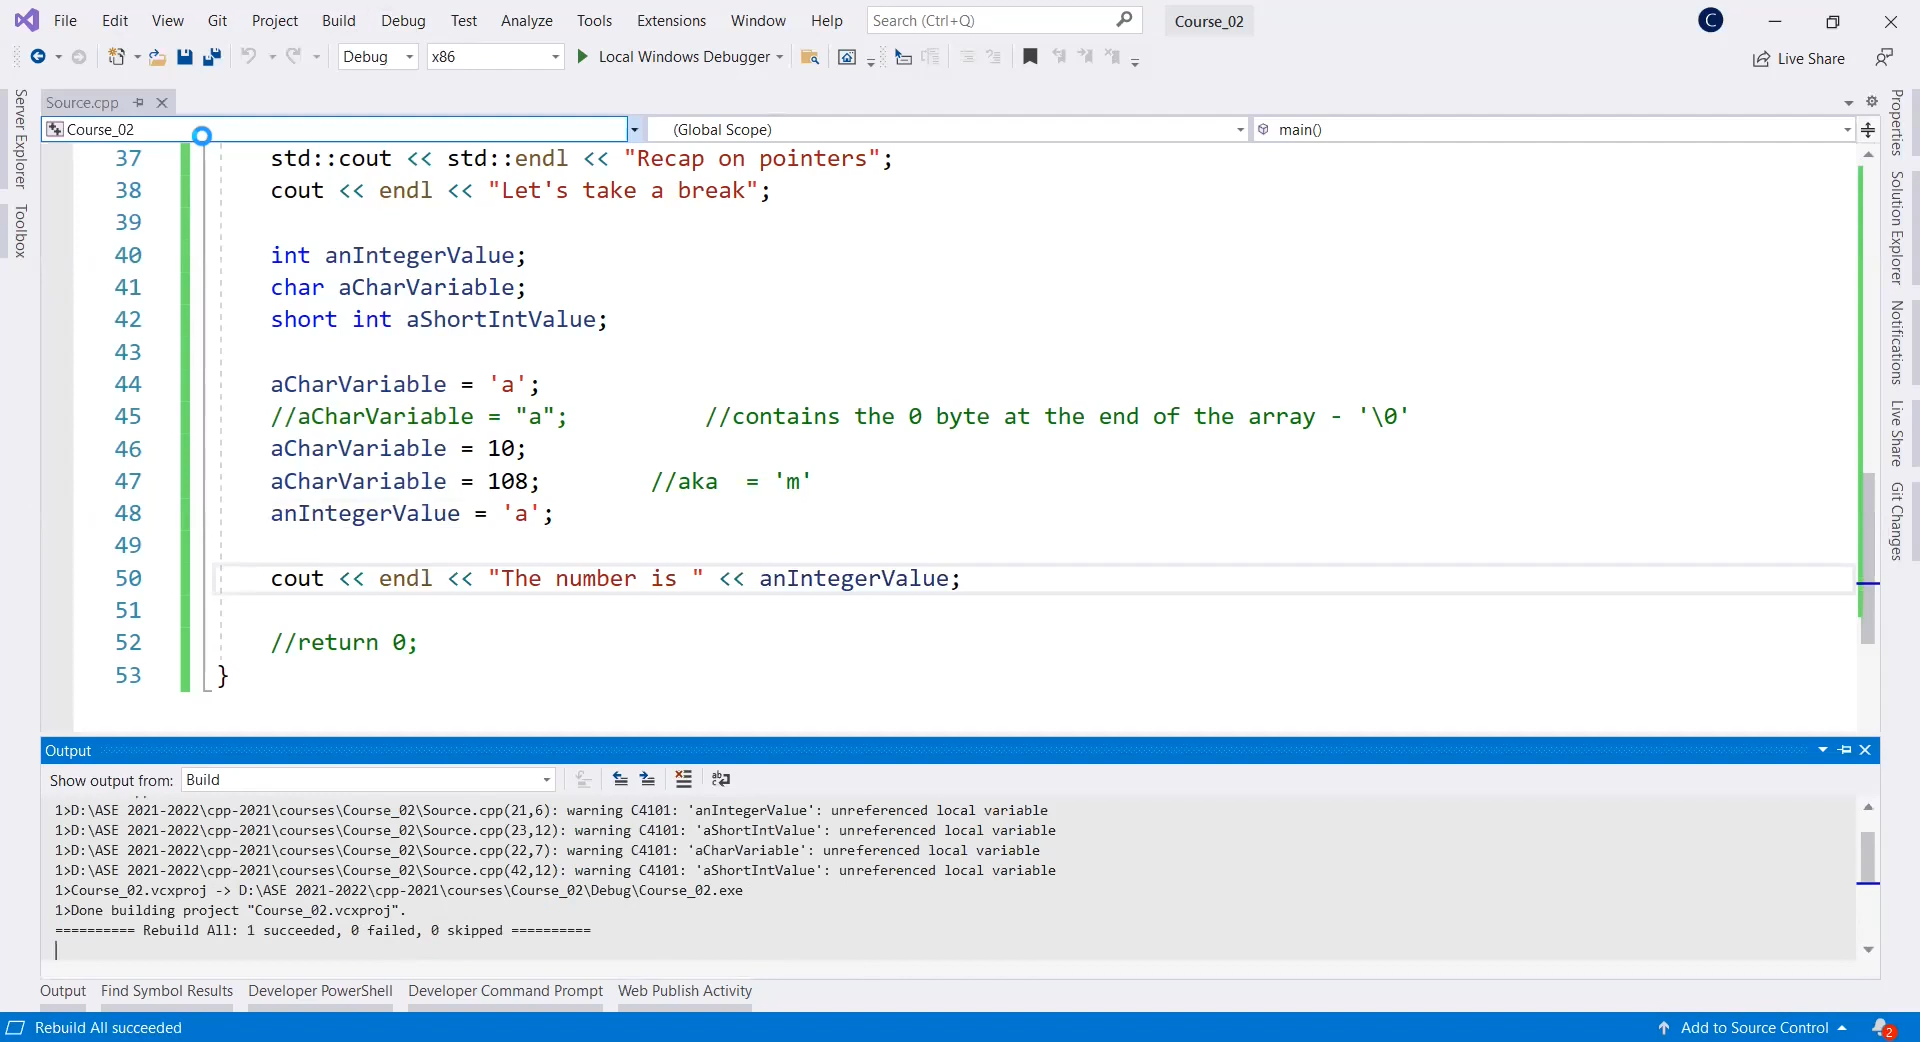 File Edit View Git Project Build Debug Test Analyze Tools Extensions Window Help Search (Ctrl+Q) Course_02 C
Debug x86 Local Windows Debugger Live Share
Source.cpp
Course_02 (Global Scope) main()
37 std::cout << std::endl << "Recap on pointers";
38 cout << endl << "Let's take a break";
39
40 int anIntegerValue;
41 char aCharVariable;
42 short int aShortIntValue;
43
44 aCharVariable = 'a';
45 //aCharVariable = "a"; //contains the 0 byte at the end of the array - '\0'
46 aCharVariable = 10;
47 aCharVariable = 108; //aka = 'm'
48 anIntegerValue = 'a';
49
50 cout << endl << "The number is " << anIntegerValue;
51
52 //return 0;
53 }
Server Explorer
Toolbox
Properties
Solution Explorer
Notifications
Live Share
Git Changes
Output
Show output from: Build
1>D:\ASE 2021-2022\cpp-2021\courses\Course_02\Source.cpp(21,6): warning C4101: 'anIntegerValue': unreferenced local variable
1>D:\ASE 2021-2022\cpp-2021\courses\Course_02\Source.cpp(23,12): warning C4101: 'aShortIntValue': unreferenced local variable
1>D:\ASE 2021-2022\cpp-2021\courses\Course_02\Source.cpp(22,7): warning C4101: 'aCharVariable': unreferenced local variable
1>D:\ASE 2021-2022\cpp-2021\courses\Course_02\Source.cpp(42,12): warning C4101: 'aShortIntValue': unreferenced local variable
1>Course_02.vcxproj -> D:\ASE 2021-2022\cpp-2021\courses\Course_02\Debug\Course_02.exe
1>Done building project "Course_02.vcxproj".
========== Rebuild All: 1 succeeded, 0 failed, 0 skipped ==========
Output Find Symbol Results Developer PowerShell Developer Command Prompt Web Publish Activity
Rebuild All succeeded Add to Source Control 2